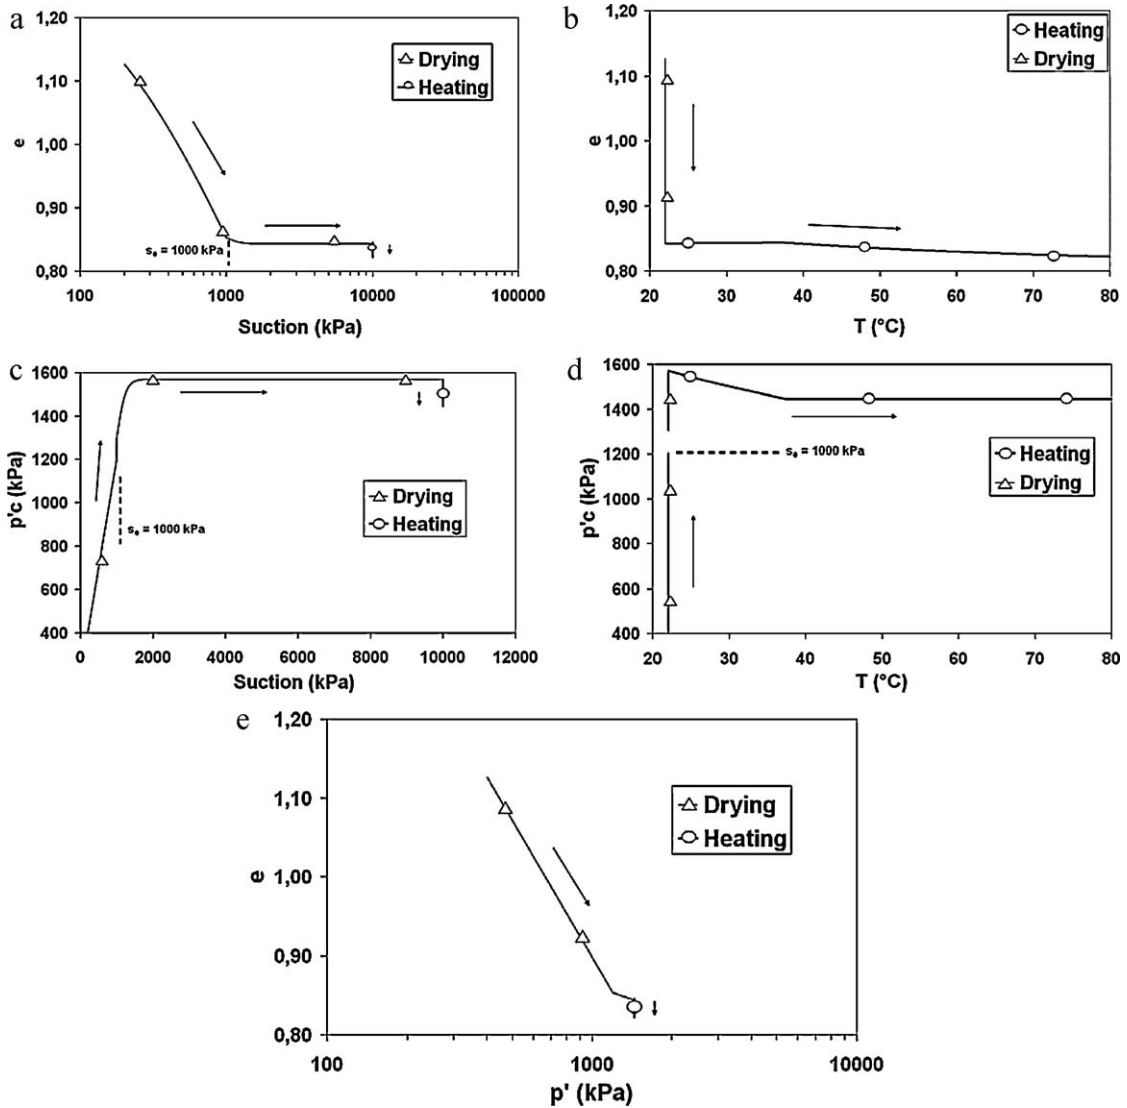 a
1,20
1,10
1,00
0,90
0,80
e
Drying
Heating
sₑ = 1000 kPa
100 1000 10000 100000
Suction (kPa)
b
1,20
1,10
1,00
0,90
0,80
e
Heating
Drying
20 30 40 50 60 70 80
T (°C)
c
1600
1400
1200
1000
800
600
400
p'c (kPa)
sₑ = 1000 kPa
Drying
Heating
0 2000 4000 6000 8000 10000 12000
Suction (kPa)
d
1600
1400
1200
1000
800
600
400
p'c (kPa)
sₑ = 1000 kPa
Heating
Drying
20 30 40 50 60 70 80
T (°C)
e
1,20
1,10
1,00
0,90
0,80
e
Drying
Heating
100 1000 10000
p' (kPa)